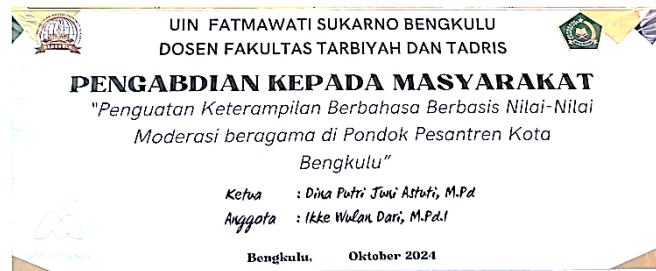 UIN FATMAWATI SUKARNO BENGKULU
DOSEN FAKULTAS TARBIYAH DAN TADRIS
PENGABDIAN KEPADA MASYARAKAT
"Penguatan Keterampilan Berbahasa Berbasis Nilai-Nilai
Moderasi beragama di Pondok Pesantren Kota
Bengkulu"
Ketua : Dina Putri Juni Astuti, M.Pd
Anggota : Ikke Wulan Dari, M.Pd.I
Bengkulu, Oktober 2024